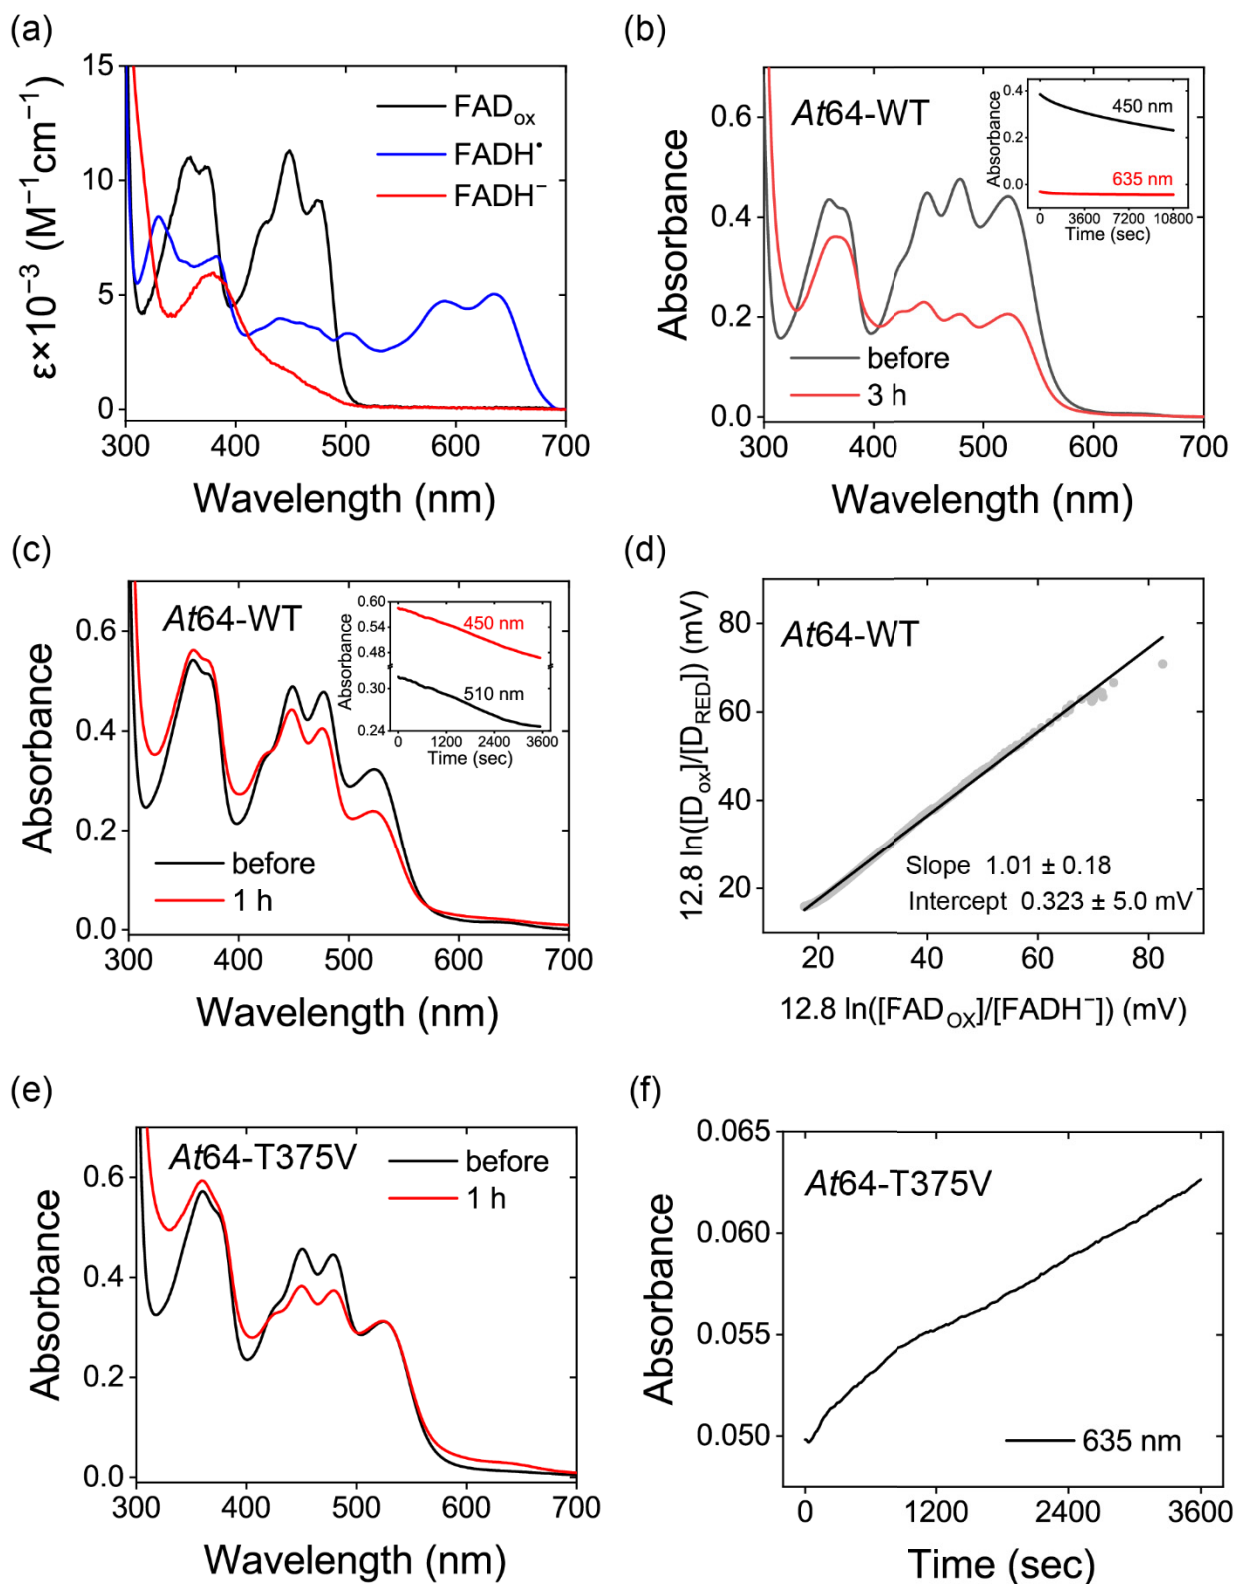 (a)
15
10
5
0
ε×10⁻³ (M⁻¹cm⁻¹)
FADₒₓ
FADH•
FADH⁻
300 400 500 600 700
Wavelength (nm)
(b)
0.6
0.4
0.2
0.0
Absorbance
At64-WT
before
3 h
0.4
0.2
0.0
Absorbance
450 nm
635 nm
0 3600 7200 10800
Time (sec)
300 400 500 600 700
Wavelength (nm)
(c)
0.6
0.4
0.2
0.0
Absorbance
At64-WT
before
1 h
0.60
0.54
0.48
0.30
0.24
Absorbance
450 nm
510 nm
0 1200 2400 3600
Time (sec)
300 400 500 600 700
Wavelength (nm)
(d)
80
60
40
20
12.8 ln([Dₒₓ]/[D_RED]) (mV)
At64-WT
Slope 1.01 ± 0.18
Intercept 0.323 ± 5.0 mV
20 40 60 80
12.8 ln([FAD_OX]/[FADH⁻]) (mV)
(e)
0.6
0.4
0.2
0.0
Absorbance
At64-T375V
before
1 h
300 400 500 600 700
Wavelength (nm)
(f)
0.065
0.060
0.055
0.050
Absorbance
At64-T375V
635 nm
0 1200 2400 3600
Time (sec)